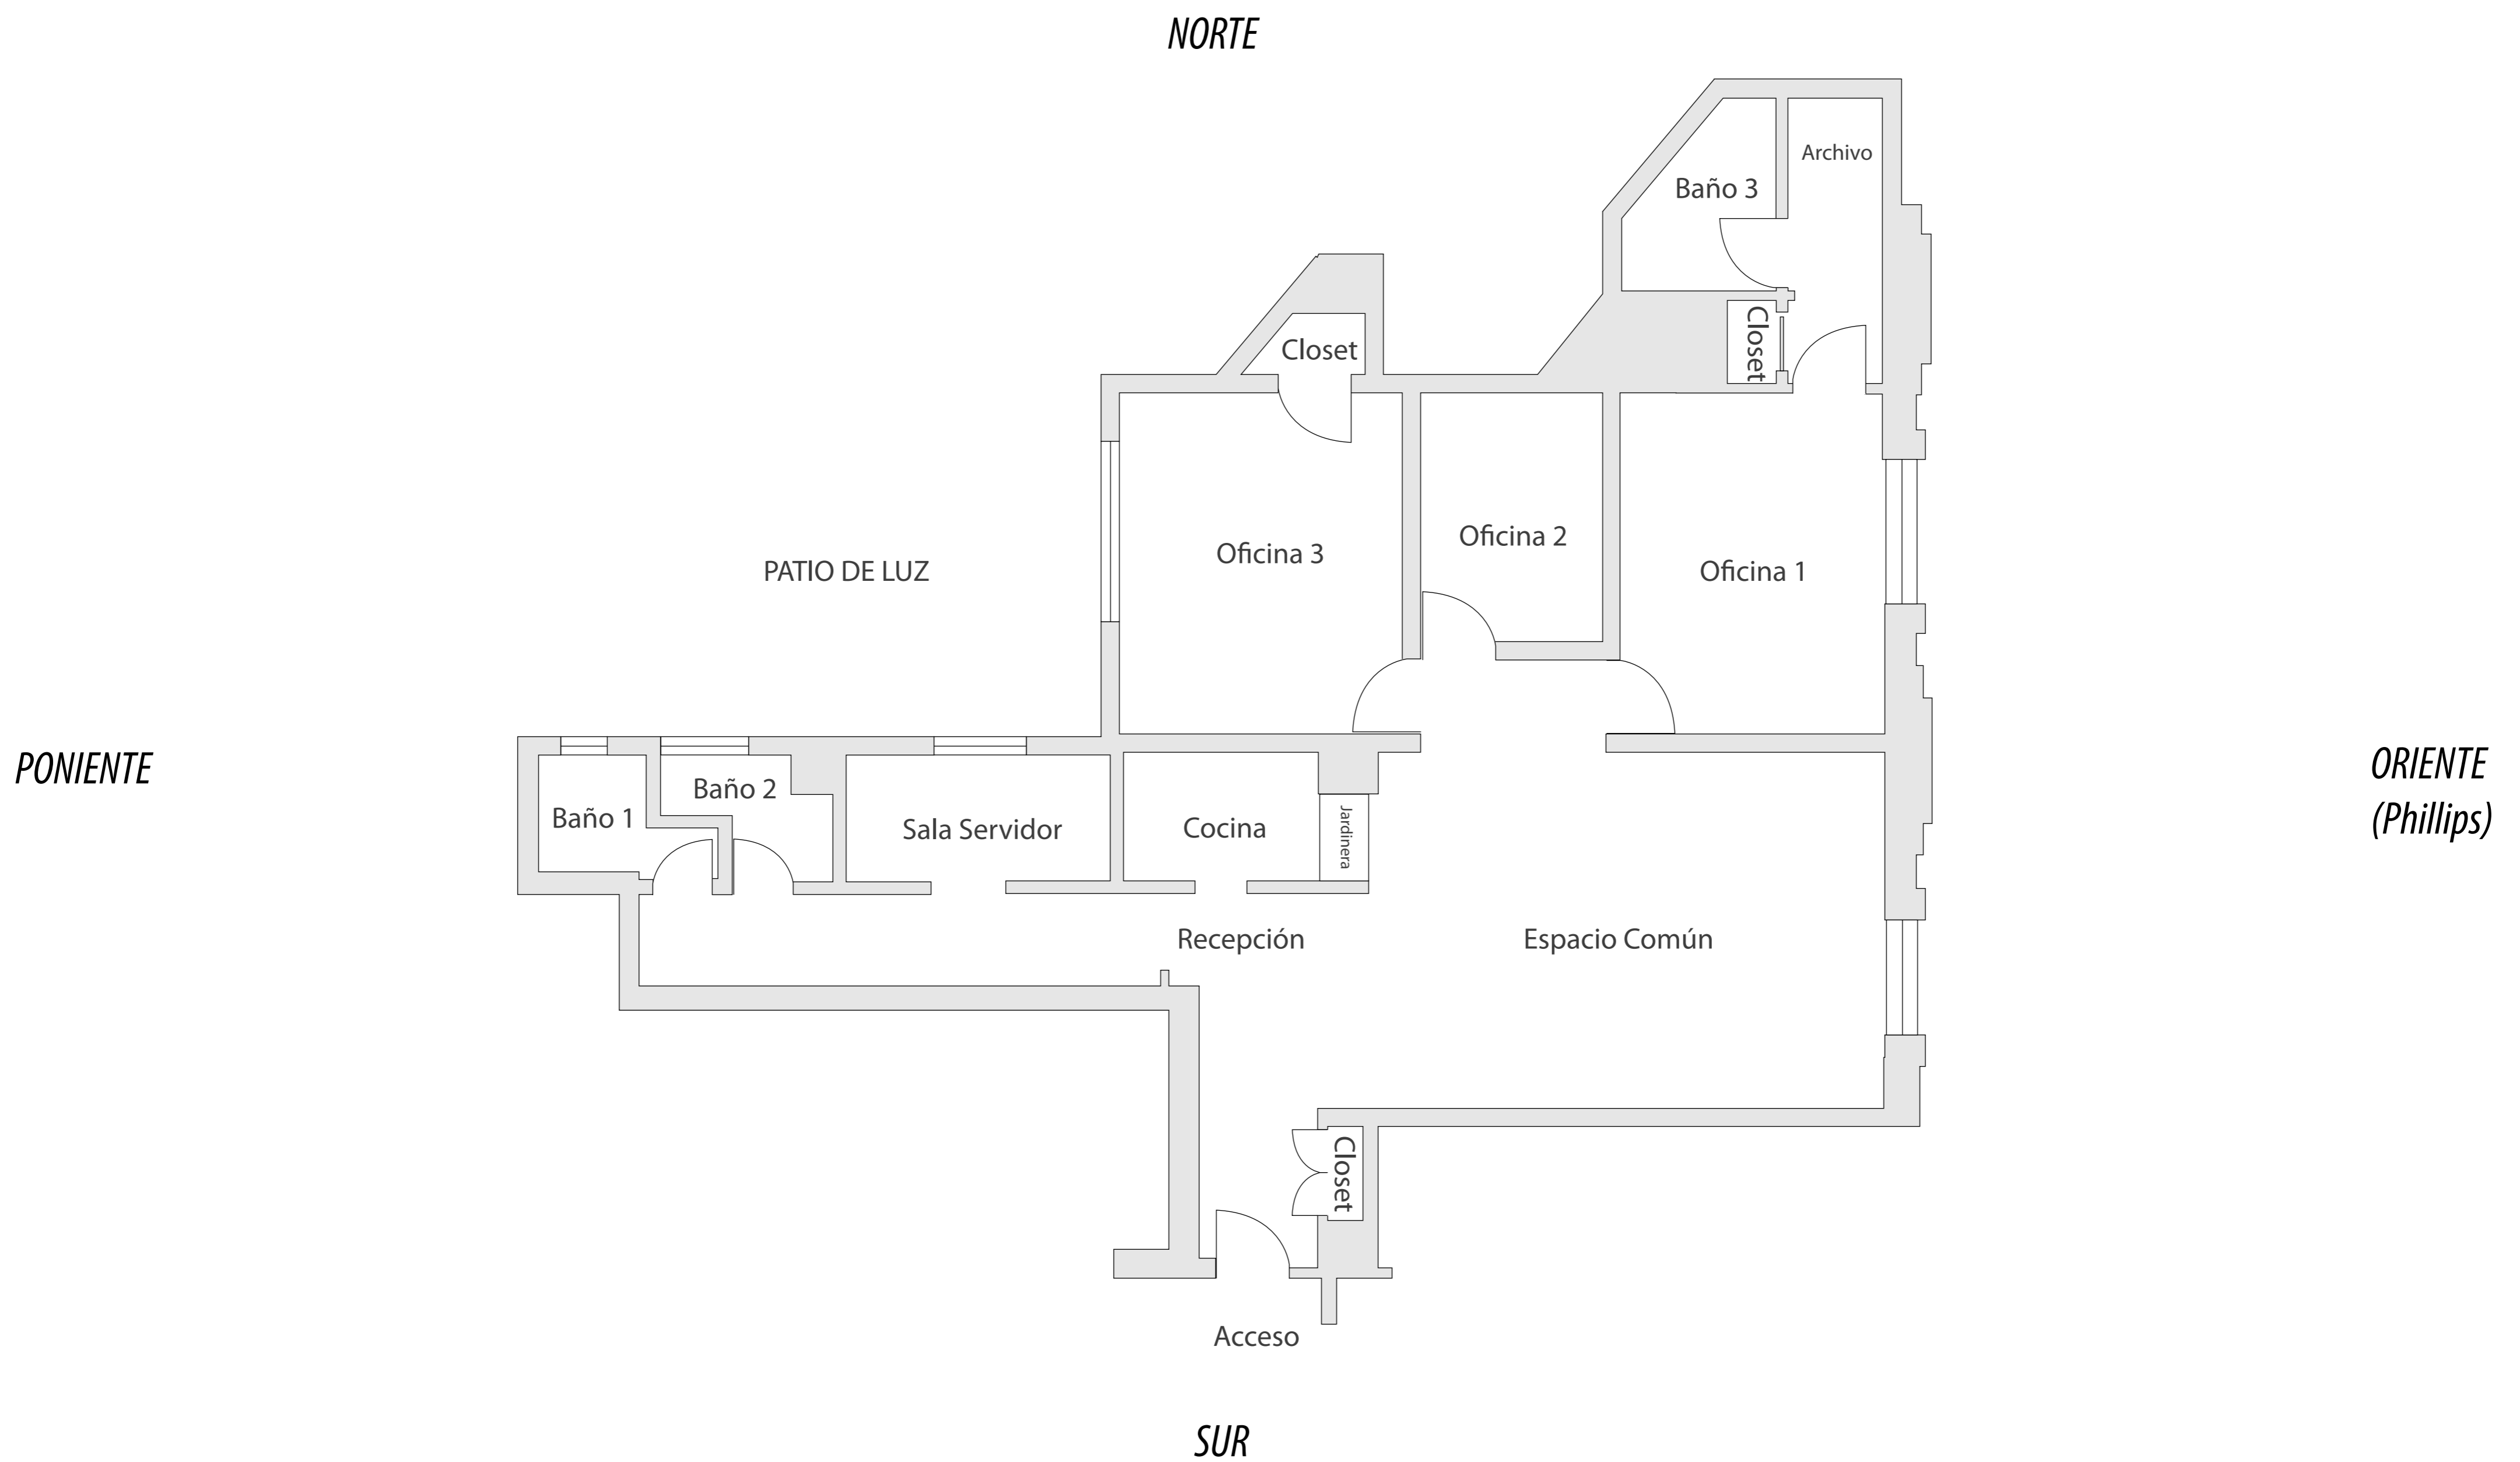 NORTE
Archivo
Baño 3
Closet
Closet
Oficina 3
Oficina 2
Oficina 1
PATIO DE LUZ
PONIENTE
ORIENTE
(Phillips)
Baño 1
Baño 2
Sala Servidor
Cocina
Jardinera
Recepción
Espacio Común
Closet
Acceso
SUR